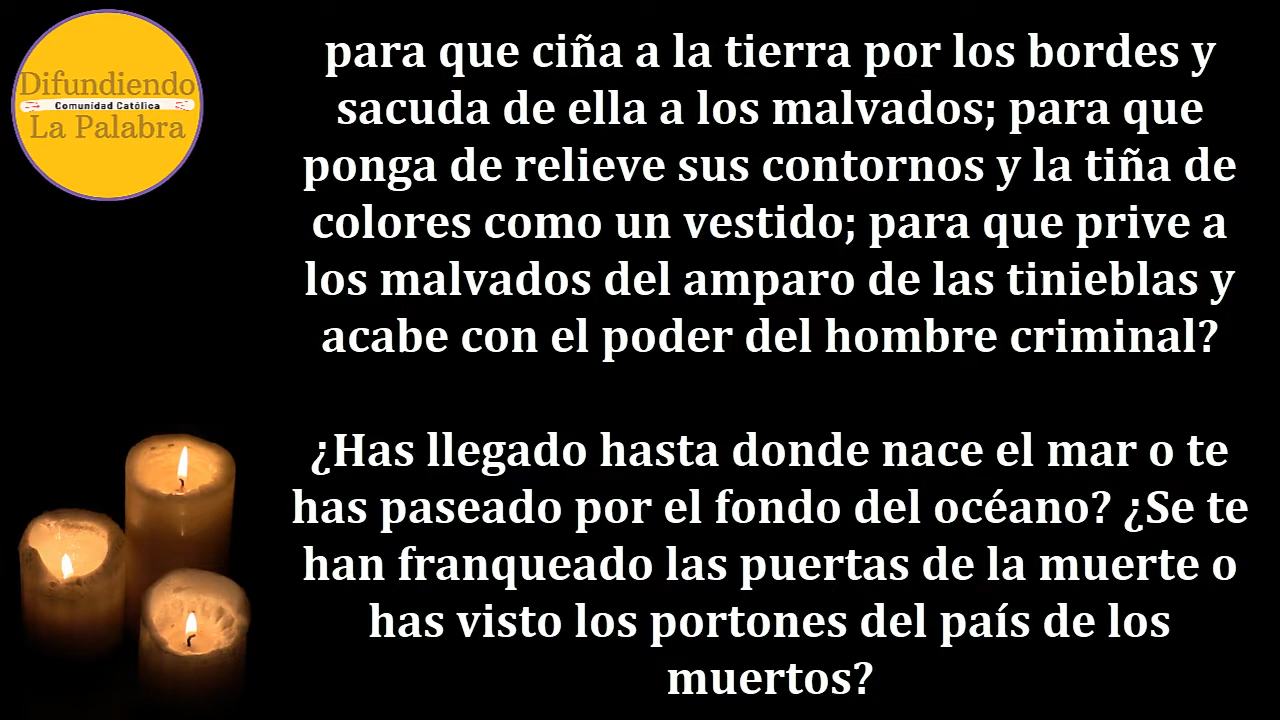 Difundiendo
Comunidad Católica
La Palabra
para que ciña a la tierra por los bordes y
sacuda de ella a los malvados; para que
ponga de relieve sus contornos y la tiña de
colores como un vestido; para que prive a
los malvados del amparo de las tinieblas y
acabe con el poder del hombre criminal?
¿Has llegado hasta donde nace el mar o te
has paseado por el fondo del océano? ¿Se te
han franqueado las puertas de la muerte o
has visto los portones del país de los
muertos?